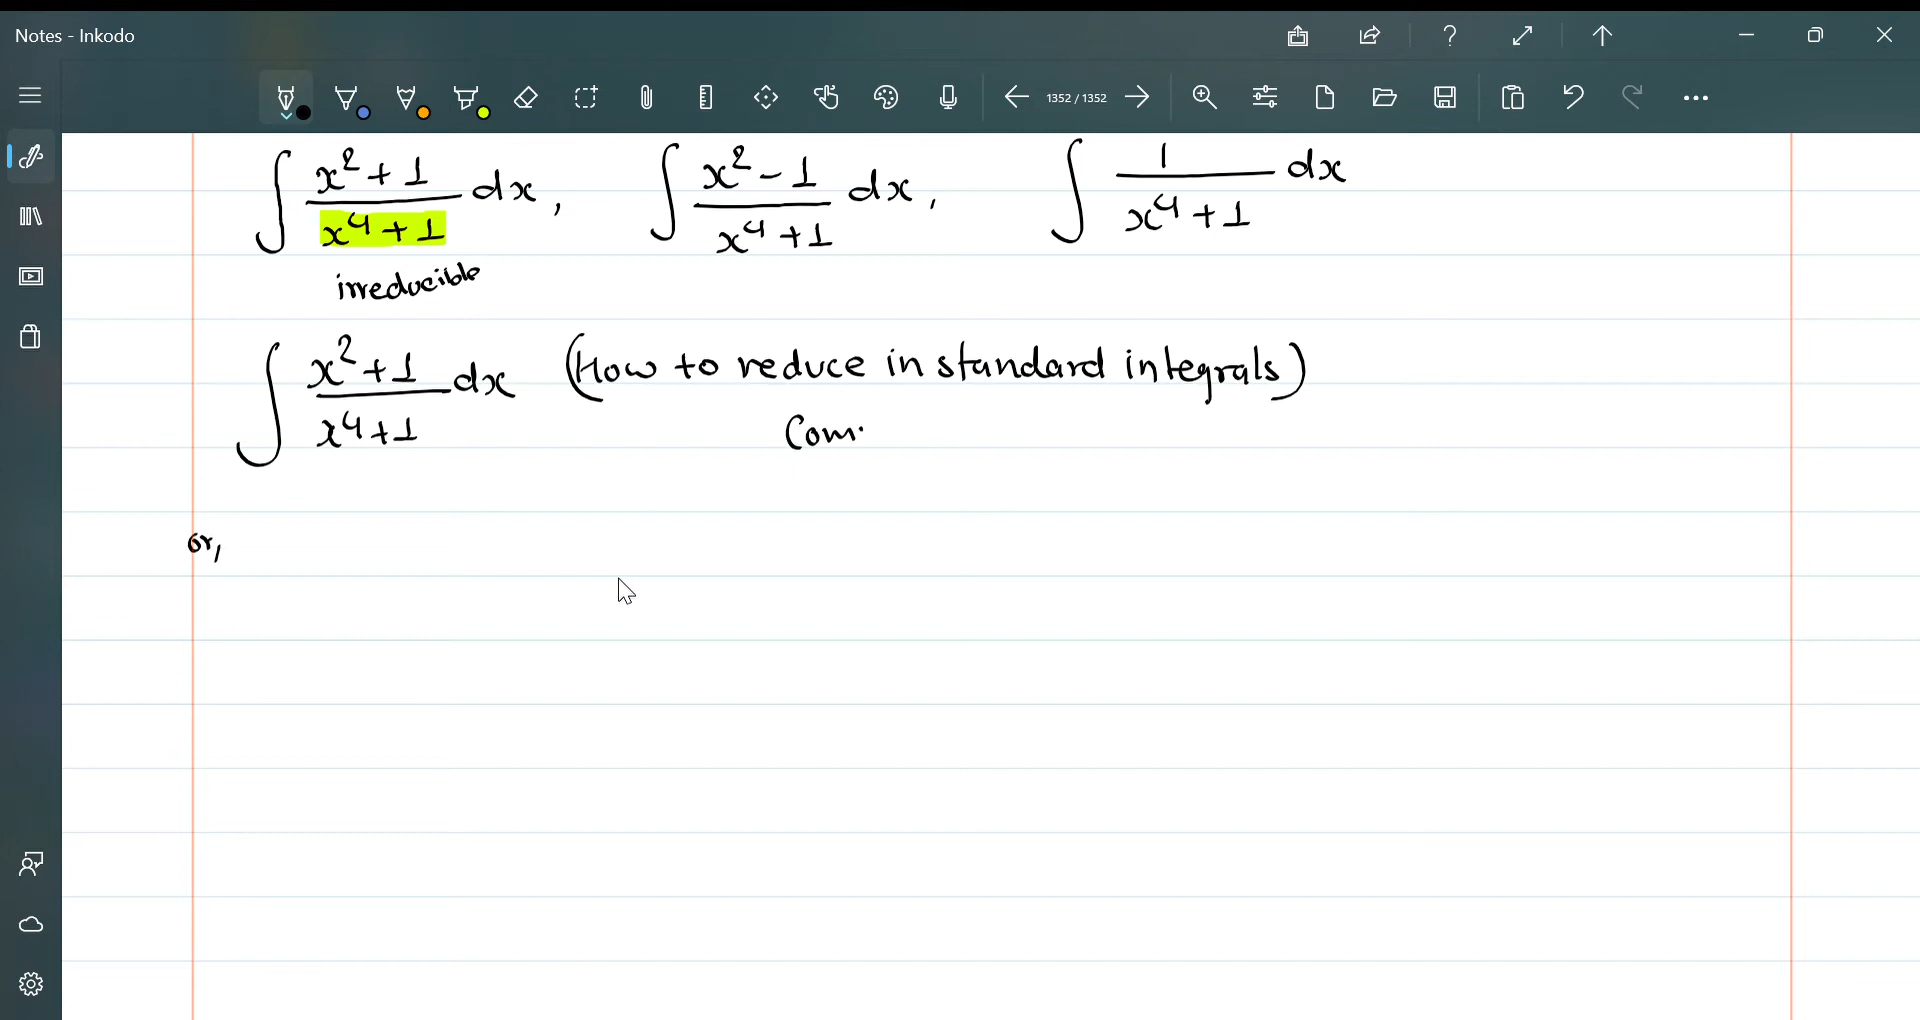 Notes - Inkodo
1352 / 1352
∫ x²+1 / x⁴+1 dx, ∫ x²-1 / x⁴+1 dx, ∫ 1 / x⁴+1 dx
irreducible
∫ x²+1 / x⁴+1 dx (How to reduce in standard integrals)
Com.
or,